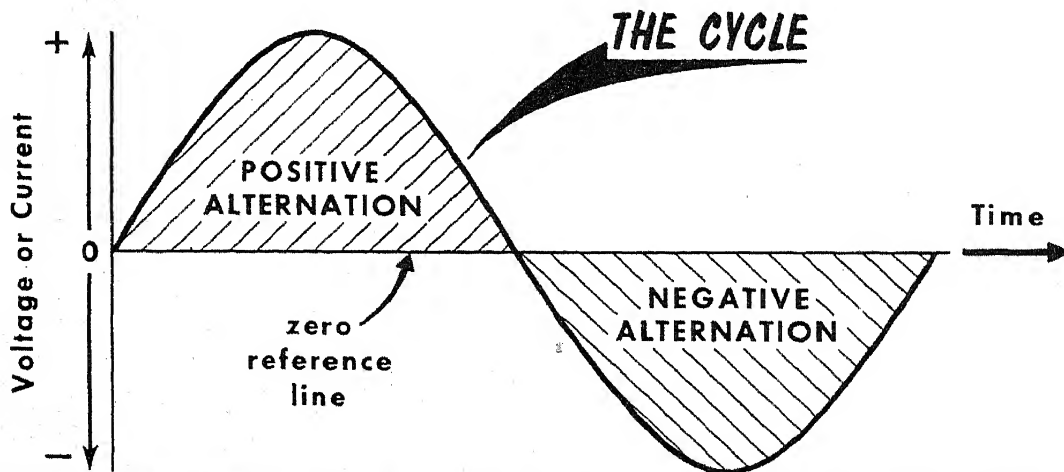 THE CYCLE
+
POSITIVE
ALTERNATION
Voltage or Current
0
Time
NEGATIVE
ALTERNATION
zero
reference
line
−